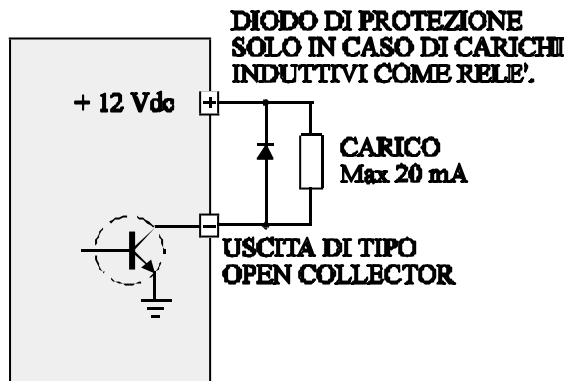 DIODO DI PROTEZIONE
SOLO IN CASO DI CARICHI
INDUTTIVI COME RELE'.
+ 12 Vdc
+
CARICO
Max 20 mA
−
USCITA DI TIPO
OPEN COLLECTOR